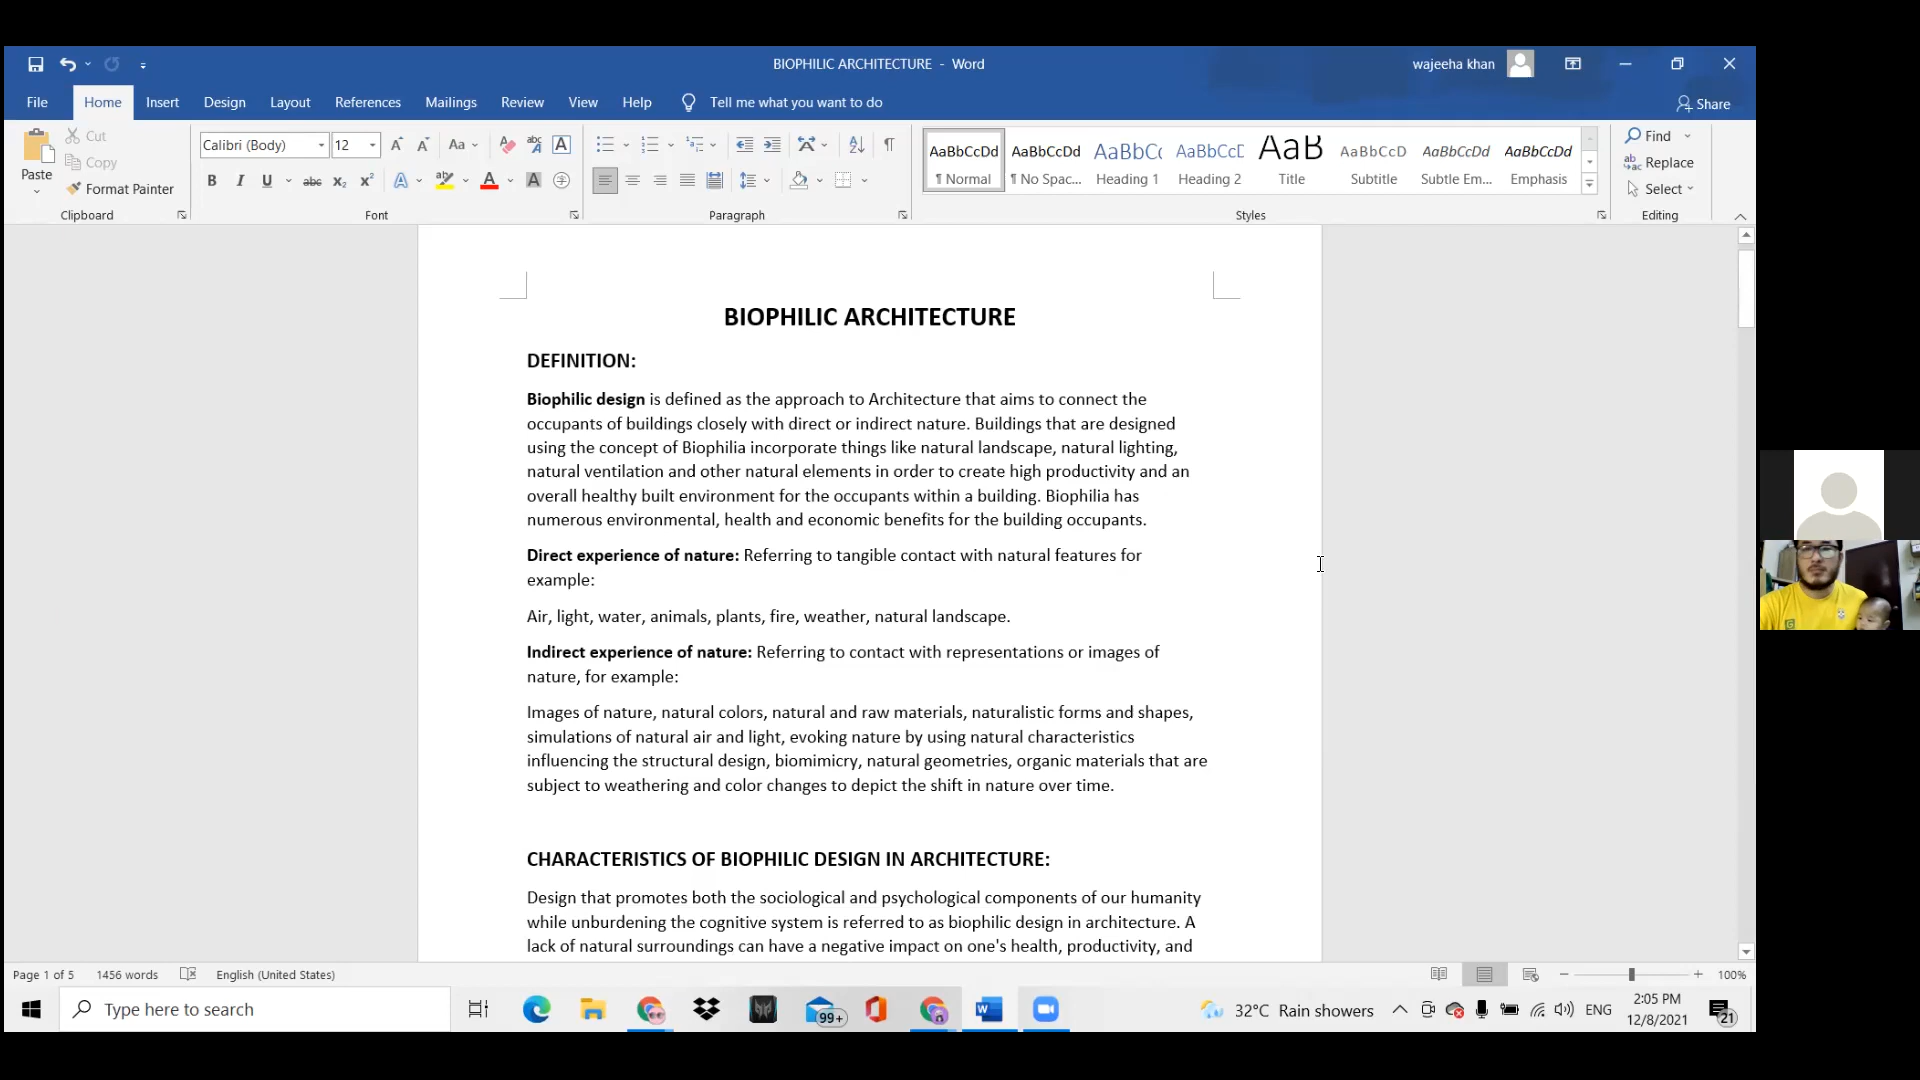 BIOPHILIC ARCHITECTURE - Word
wajeeha khan
File Home Insert Design Layout References Mailings Review View Help Tell me what you want to do
Share
Paste
Cut
Copy
Format Painter
Clipboard
Calibri (Body) 12
Font
Paragraph
AaBbCcDd AaBbCcDd AaBbCc AaBbCcD AaB AaBbCcD AaBbCcDd AaBbCcDd
¶ Normal ¶ No Spac... Heading 1 Heading 2 Title Subtitle Subtle Em... Emphasis
Styles
Find
Replace
Select
Editing
BIOPHILIC ARCHITECTURE
DEFINITION:
Biophilic design is defined as the approach to Architecture that aims to connect the
occupants of buildings closely with direct or indirect nature. Buildings that are designed
using the concept of Biophilia incorporate things like natural landscape, natural lighting,
natural ventilation and other natural elements in order to create high productivity and an
overall healthy built environment for the occupants within a building. Biophilia has
numerous environmental, health and economic benefits for the building occupants.
Direct experience of nature: Referring to tangible contact with natural features for
example:
Air, light, water, animals, plants, fire, weather, natural landscape.
Indirect experience of nature: Referring to contact with representations or images of
nature, for example:
Images of nature, natural colors, natural and raw materials, naturalistic forms and shapes,
simulations of natural air and light, evoking nature by using natural characteristics
influencing the structural design, biomimicry, natural geometries, organic materials that are
subject to weathering and color changes to depict the shift in nature over time.
CHARACTERISTICS OF BIOPHILIC DESIGN IN ARCHITECTURE:
Design that promotes both the sociological and psychological components of our humanity
while unburdening the cognitive system is referred to as biophilic design in architecture. A
lack of natural surroundings can have a negative impact on one's health, productivity, and
Page 1 of 5 1456 words English (United States) 100%
Type here to search
99+
32°C Rain showers
ENG
2:05 PM
12/8/2021
21